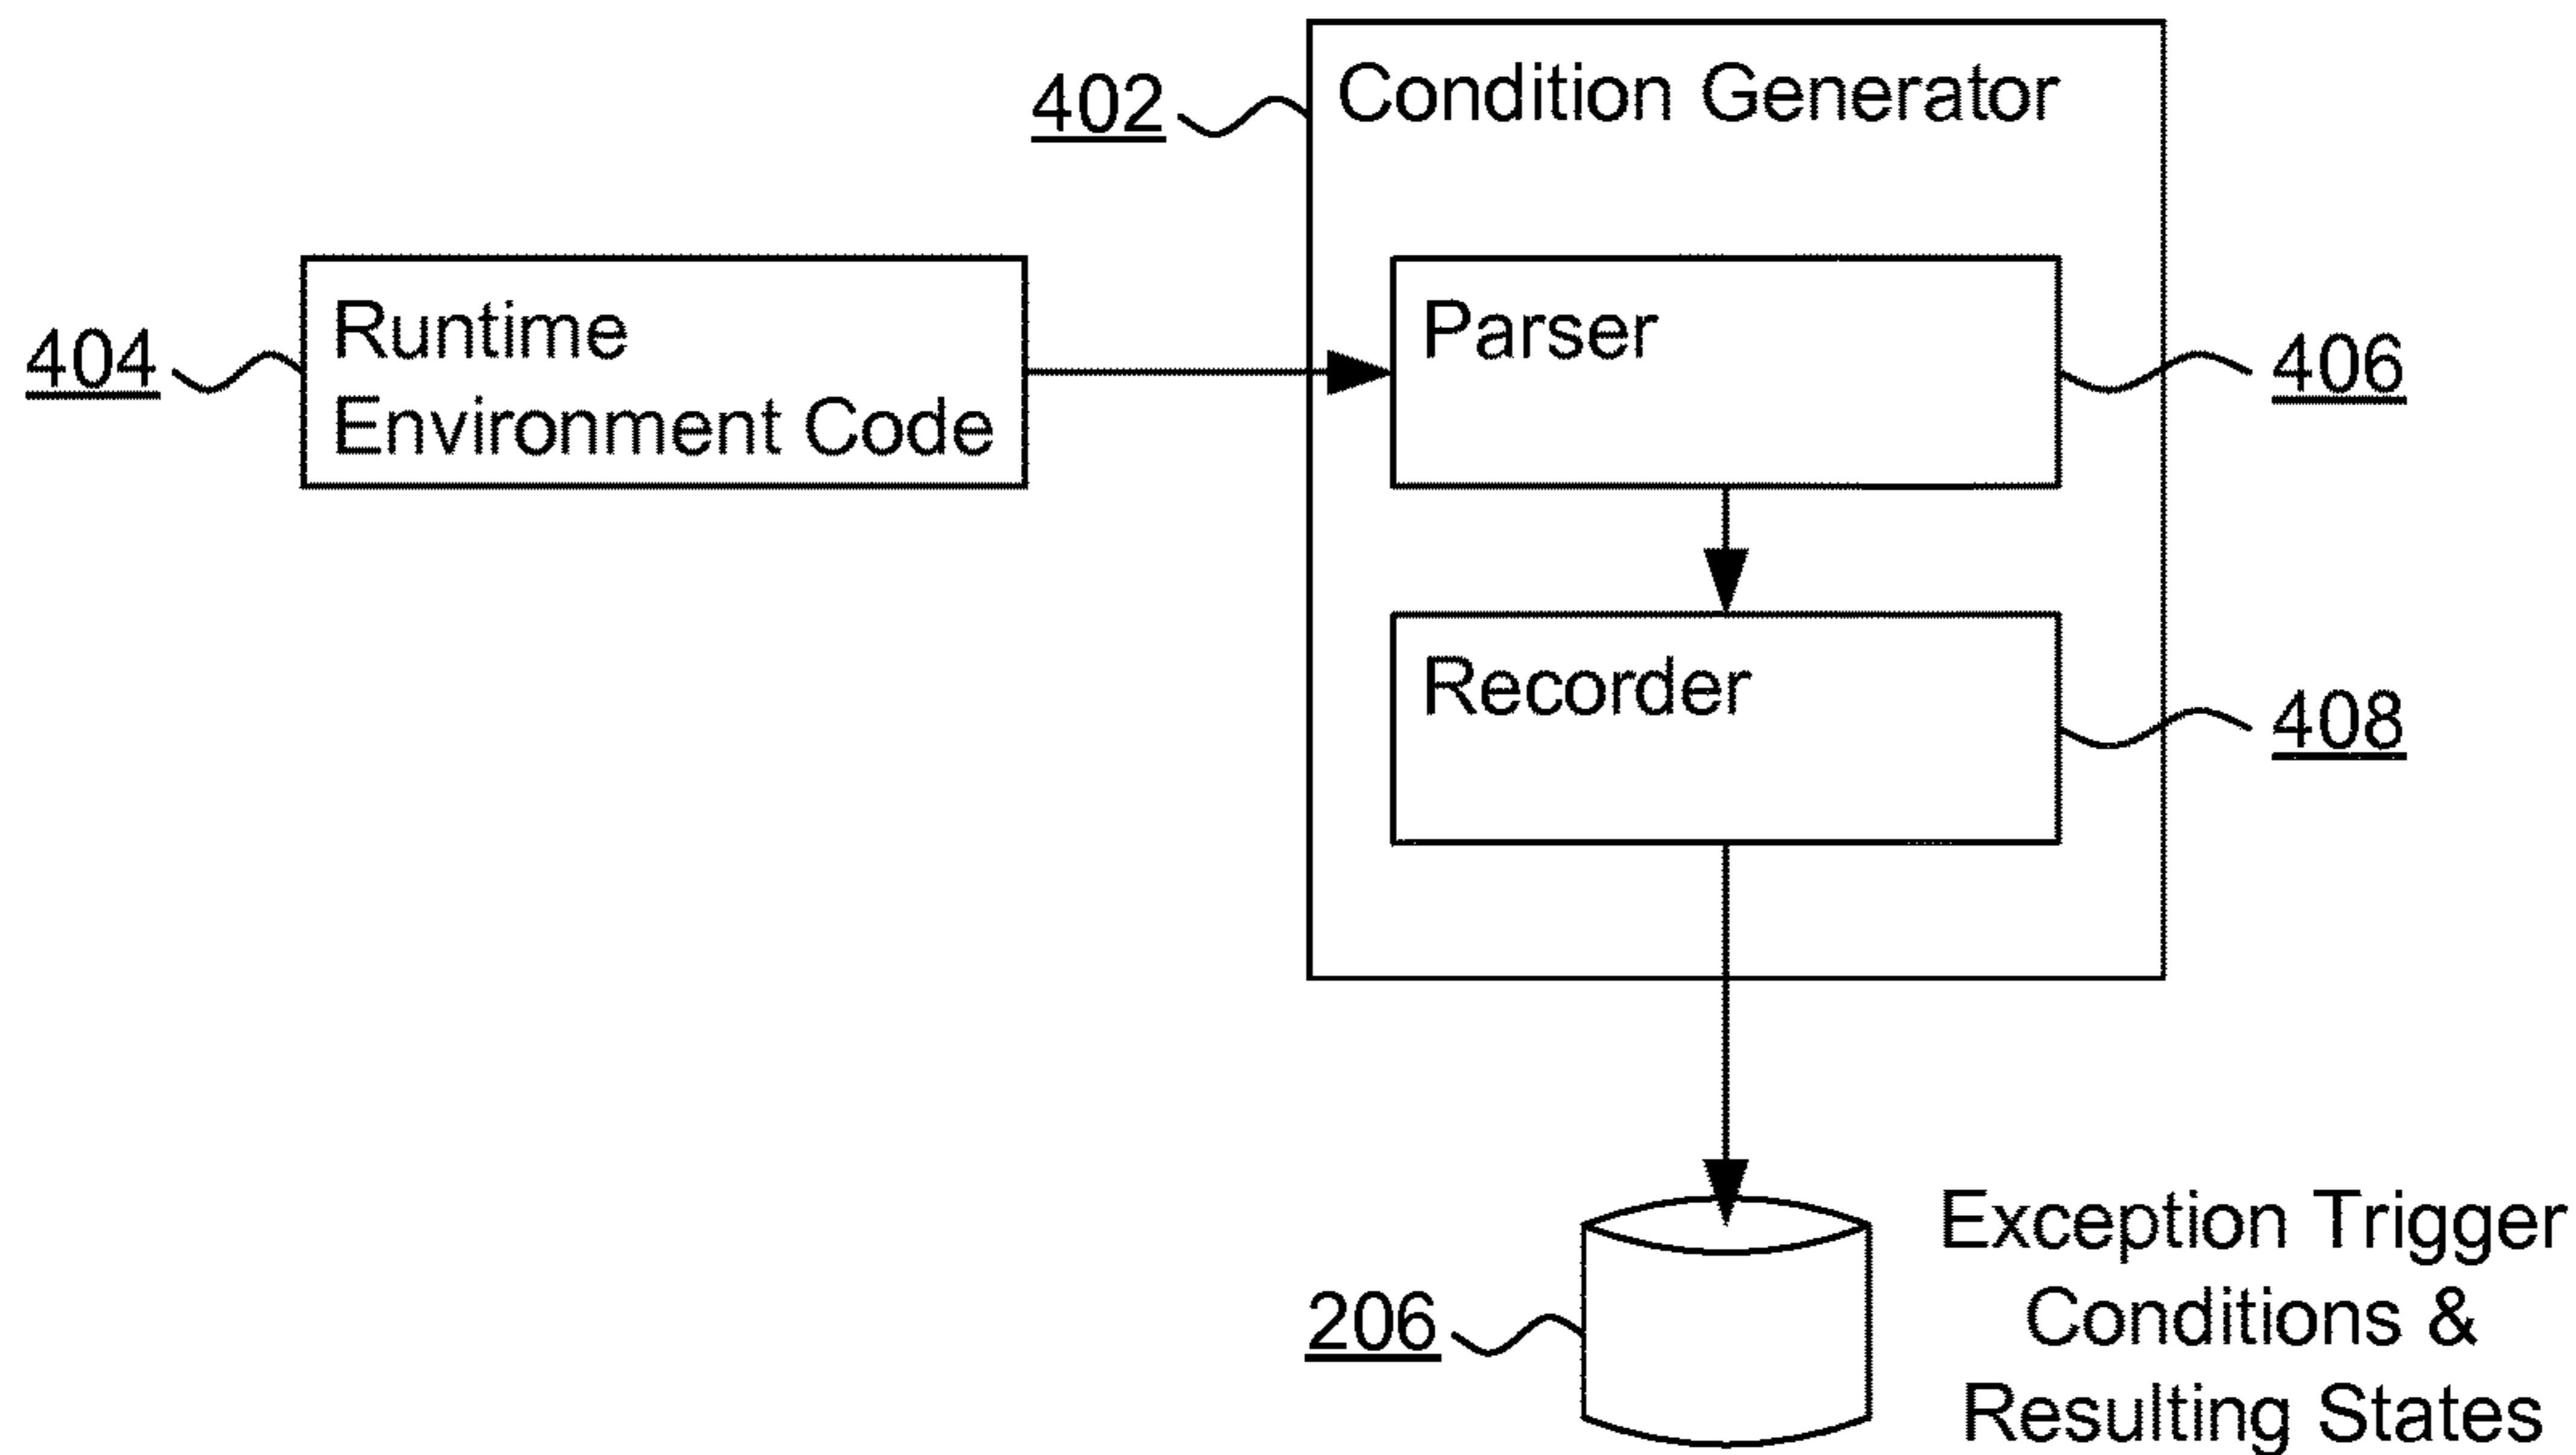 402
Condition Generator
404
Runtime
Environment Code
Parser
406
Recorder
408
206
Exception Trigger
Conditions &
Resulting States